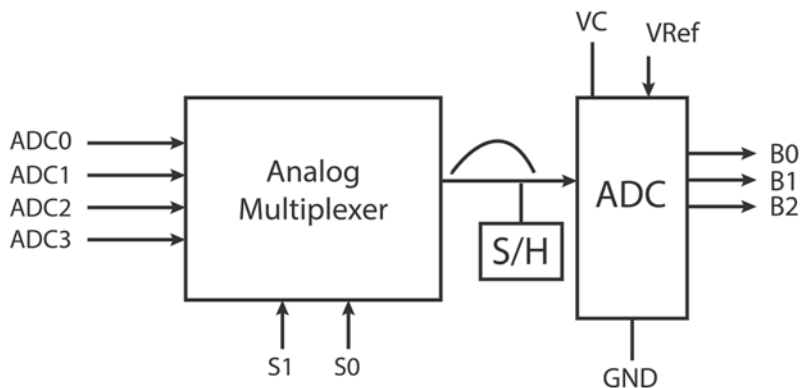 VC
VRef
ADC0
ADC1
ADC2
ADC3
Analog
Multiplexer
S/H
ADC
B0
B1
B2
S1
S0
GND